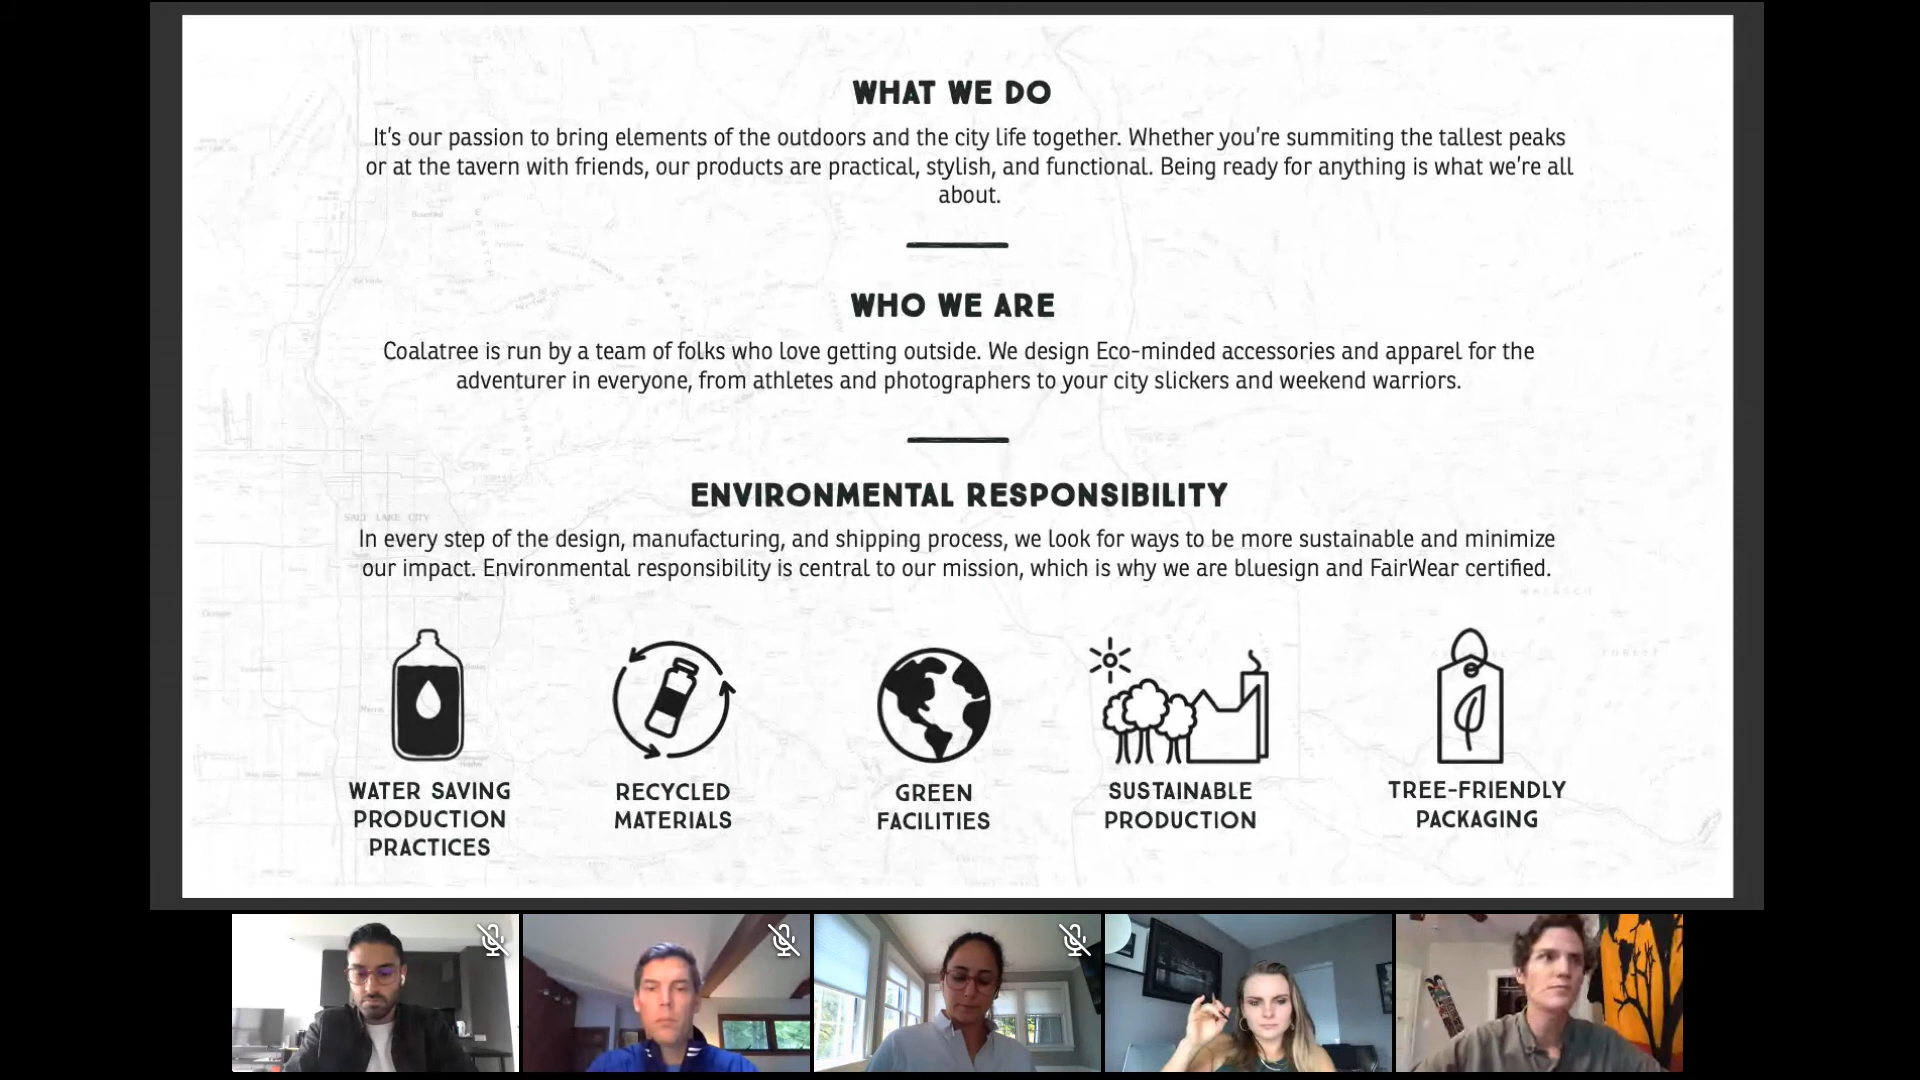 WHAT WE DO
It's our passion to bring elements of the outdoors and the city life together. Whether you're summiting the tallest peaks
or at the tavern with friends, our products are practical, stylish, and functional. Being ready for anything is what we're all
about.
WHO WE ARE
Coalatree is run by a team of folks who love getting outside. We design Eco-minded accessories and apparel for the
adventurer in everyone, from athletes and photographers to your city slickers and weekend warriors.
ENVIRONMENTAL RESPONSIBILITY
SALT LAKE CITY
In every step of the design, manufacturing, and shipping process, we look for ways to be more sustainable and minimize
our impact. Environmental responsibility is central to our mission, which is why we are bluesign and FairWear certified.
WATER SAVING
PRODUCTION
PRACTICES
RECYCLED
MATERIALS
GREEN
FACILITIES
SUSTAINABLE
PRODUCTION
TREE-FRIENDLY
PACKAGING